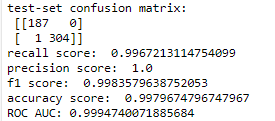 test-set confusion matrix:
[[187   0]
 [  1 304]]
recall score:  0.9967213114754099
precision score:  1.0
f1 score:  0.9983579638752053
accuracy score:  0.9979674796747967
ROC AUC: 0.9994740071885684